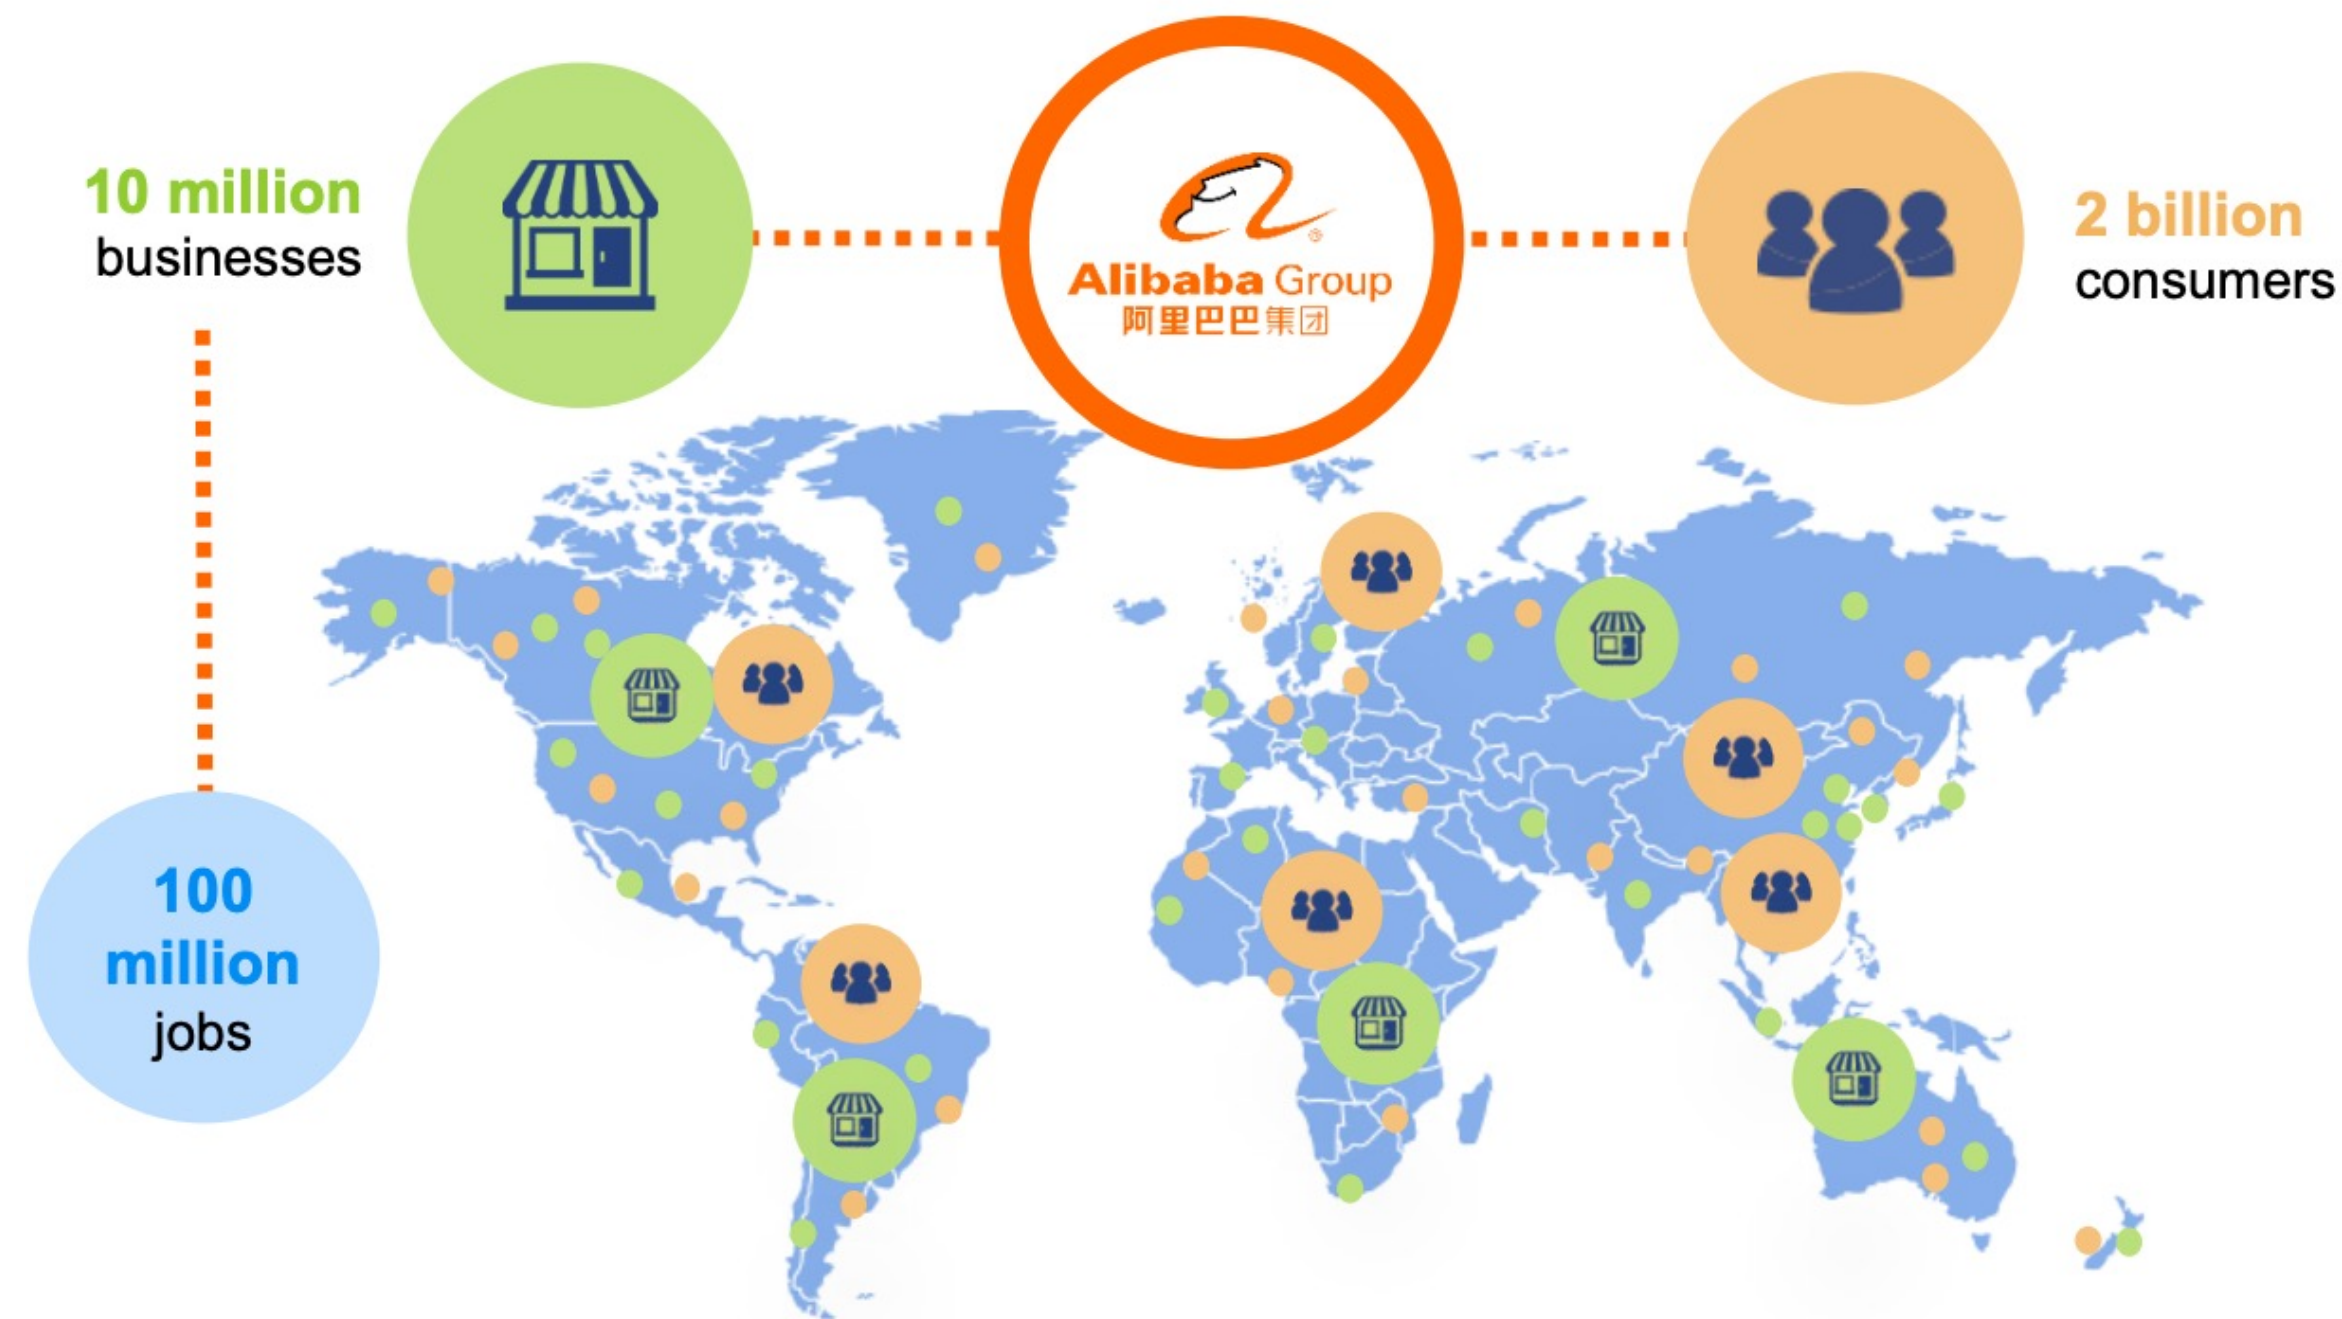 10 million
businesses
Alibaba Group
阿里巴巴集团
2 billion
consumers
100
million
jobs